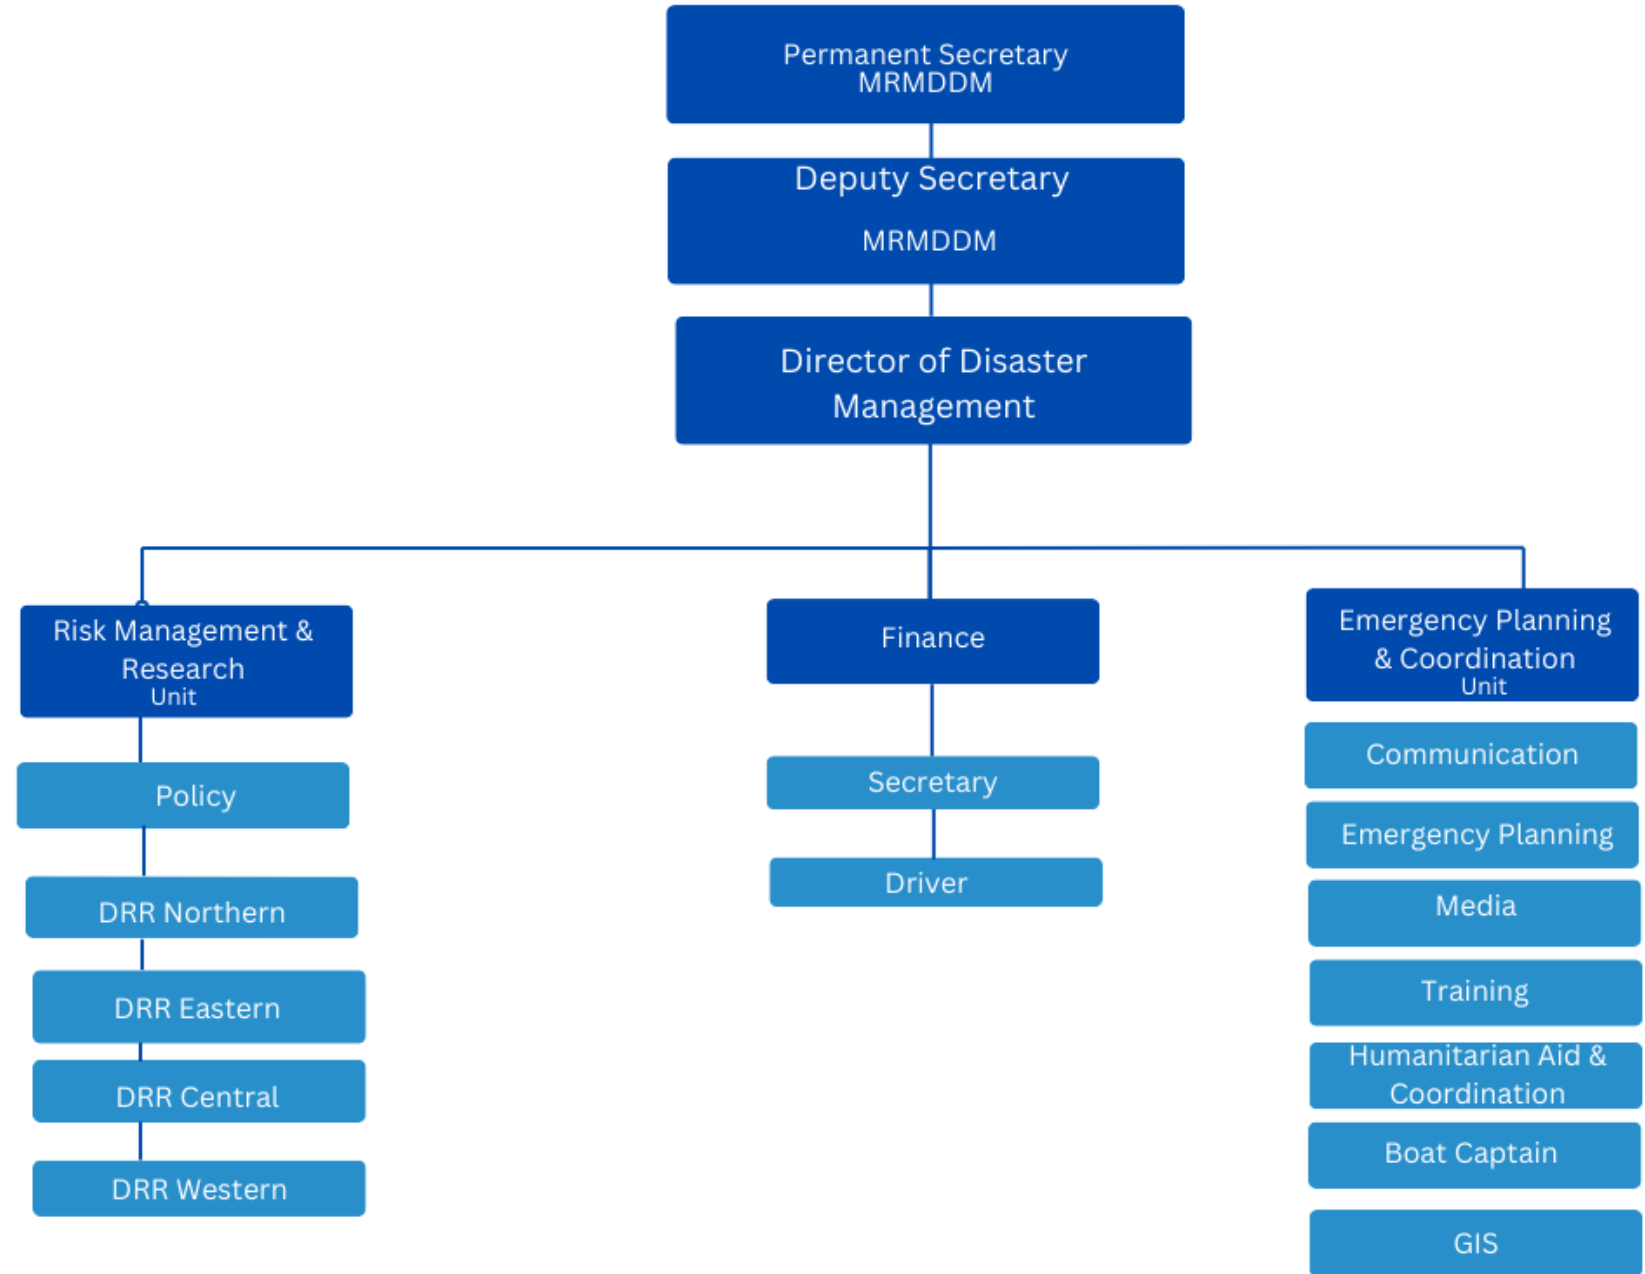 Permanent Secretary
MRMDDM
Deputy Secretary
MRMDDM
Director of Disaster
Management
Risk Management &
Research
Unit
Policy
DRR Northern
DRR Eastern
DRR Central
DRR Western
Finance
Secretary
Driver
Emergency Planning
& Coordination
Unit
Communication
Emergency Planning
Media
Training
Humanitarian Aid &
Coordination
Boat Captain
GIS